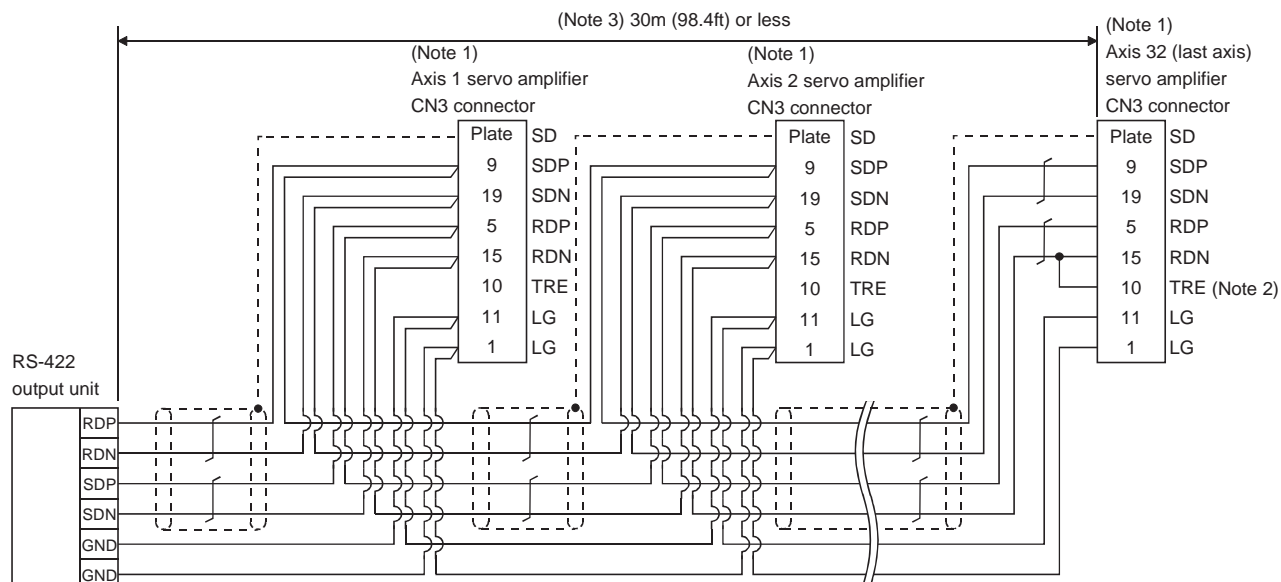 (Note 3) 30m (98.4ft) or less
(Note 1)
Axis 1 servo amplifier
CN3 connector
Plate SD
9 SDP
19 SDN
5 RDP
15 RDN
10 TRE
11 LG
1 LG
(Note 1)
Axis 2 servo amplifier
CN3 connector
Plate SD
9 SDP
19 SDN
5 RDP
15 RDN
10 TRE
11 LG
1 LG
(Note 1)
Axis 32 (last axis)
servo amplifier
CN3 connector
Plate SD
9 SDP
19 SDN
5 RDP
15 RDN
10 TRE (Note 2)
11 LG
1 LG
RS-422
output unit
RDP
RDN
SDP
SDN
GND
GND